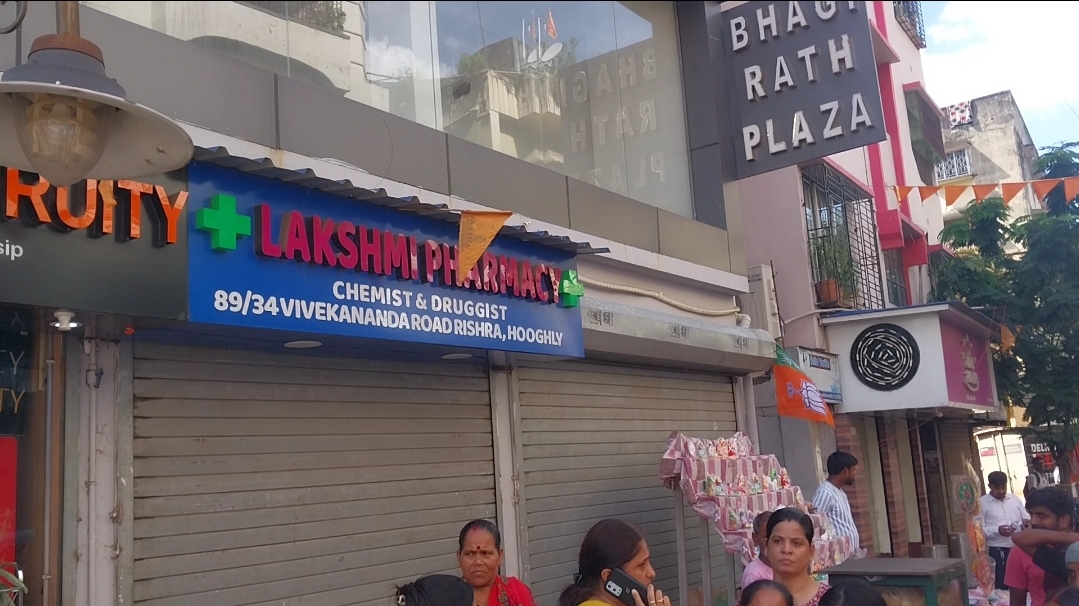 BHAGI
RATH
PLAZA
RUITY
sip
LAKSHMI PHARMACY
CHEMIST & DRUGGIST
89/34 VIVEKANANDA ROAD RISHRA, HOOGHLY